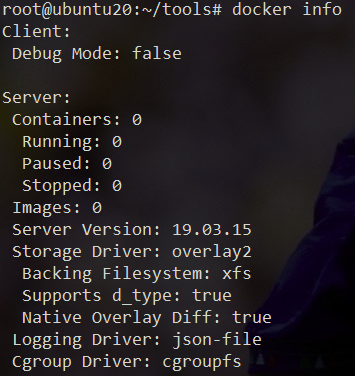 root@ubuntu20:~/tools# docker info
Client:
 Debug Mode: false

Server:
 Containers: 0
  Running: 0
  Paused: 0
  Stopped: 0
 Images: 0
 Server Version: 19.03.15
 Storage Driver: overlay2
  Backing Filesystem: xfs
  Supports d_type: true
  Native Overlay Diff: true
 Logging Driver: json-file
 Cgroup Driver: cgroupfs